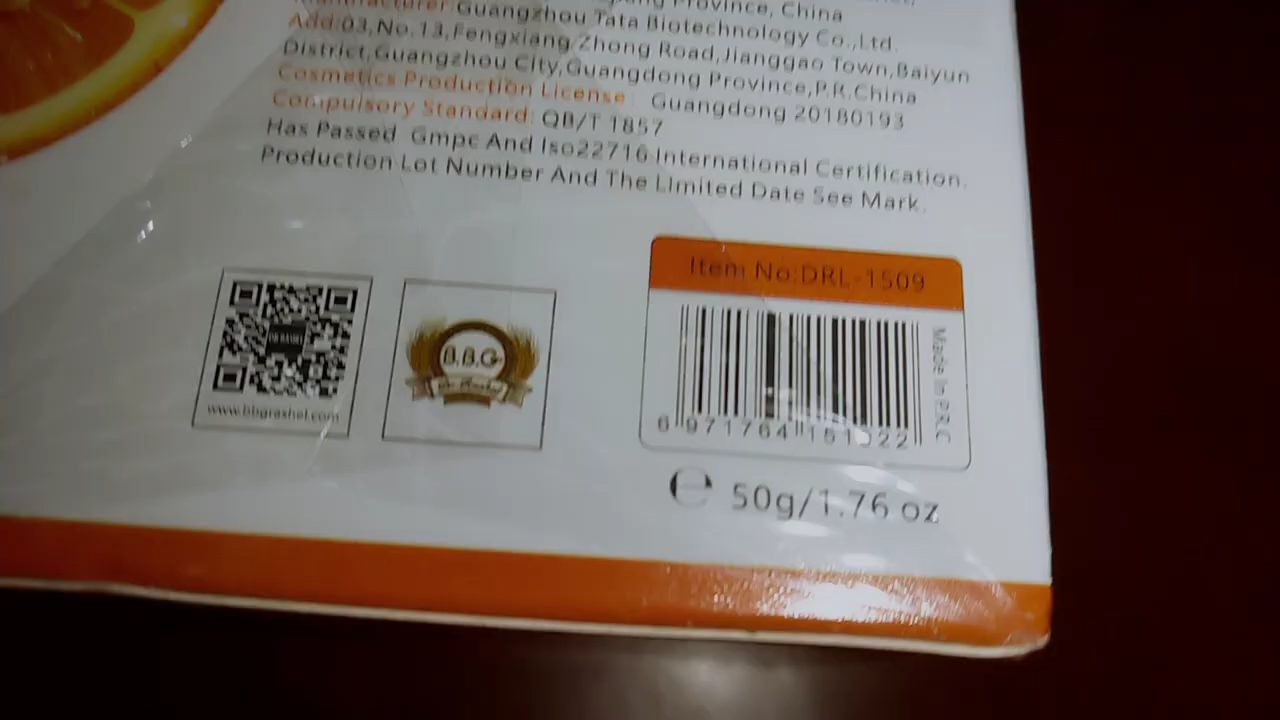 Province, China
Manufacturer:Guangzhou Tata Biotechnology Co.,Ltd.
Add:03,No.13,Fengxiang Zhong Road,Jianggao Town,Baiyun
District,Guangzhou City,Guangdong Province,P.R.China
Cosmetics Production License: Guangdong 20180193
Compulsory Standard: QB/T 1857
Has Passed Gmpc And Iso22716 International Certification.
Production Lot Number And The LImited Date See Mark.
Item No:DRL-1509
Made In P.R.C
B.B.G
www.bbgrashel.com
6 971764
℮ 50g/1.76 oz